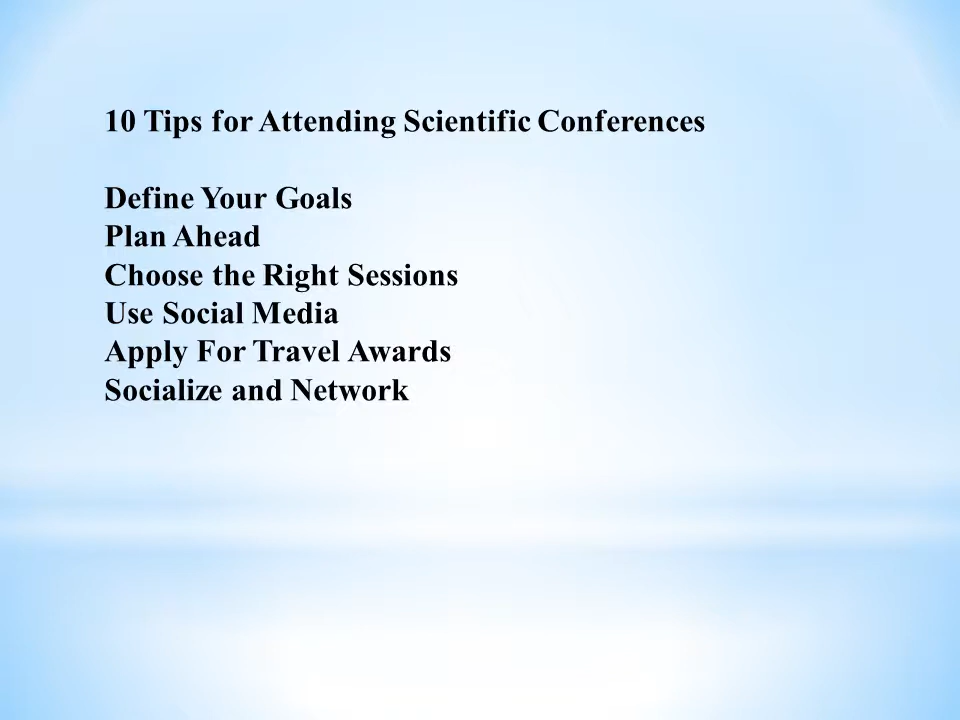 10 Tips for Attending Scientific Conferences
Define Your Goals
Plan Ahead
Choose the Right Sessions
Use Social Media
Apply For Travel Awards
Socialize and Network